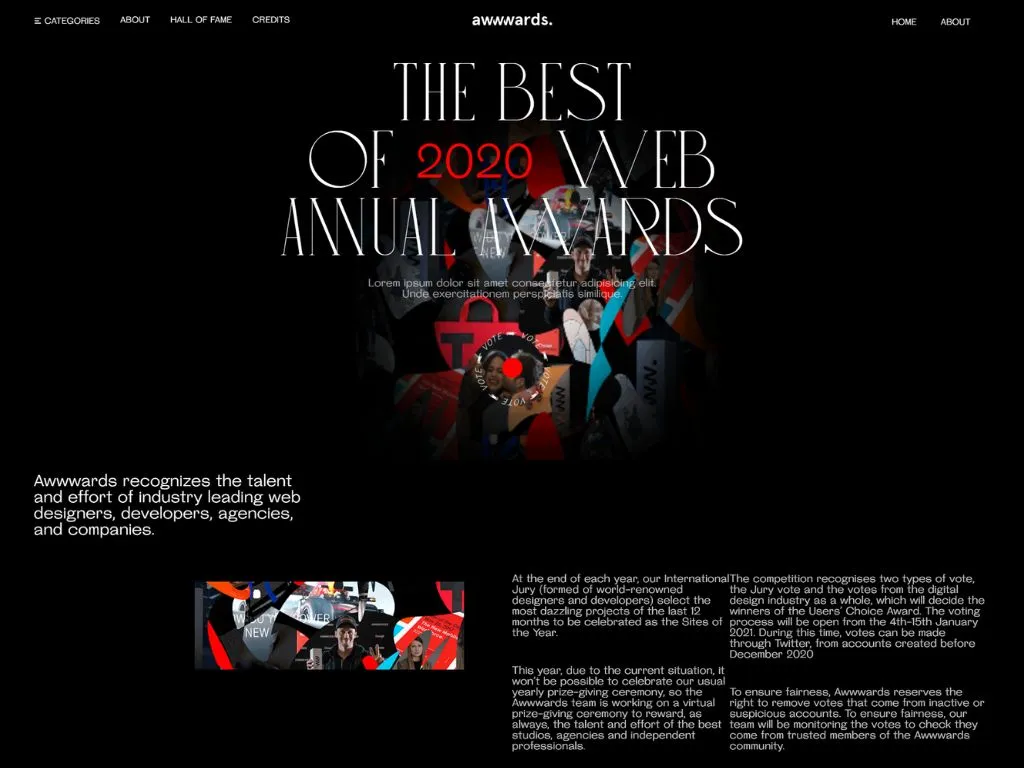 CATEGORIES ABOUT HALL OF FAME CREDITS awwwards. HOME ABOUT
THE BEST
OF 2020 WEB
ANNUAL AWARDS
Lorem ipsum dolor sit amet consectetur adipisicing elit.
Unde exercitationem perspiciatis similique.
VOTE VOTE VOTE VOTE VOTE
Awwwards recognizes the talent
and effort of industry leading web
designers, developers, agencies,
and companies.
At the end of each year, our International
Jury (formed of world-renowned
designers and developers) select the
most dazzling projects of the last 12
months to be celebrated as the Sites of
the Year.
This year, due to the current situation, it
won't be possible to celebrate our usual
yearly prize-giving ceremony, so the
Awwwards team is working on a virtual
prize-giving ceremony to reward, as
always, the talent and effort of the best
studios, agencies and independent
professionals.
The competition recognises two types of vote,
the Jury vote and the votes from the digital
design industry as a whole, which will decide the
winners of the Users' Choice Award. The voting
process will be open from the 4th-15th January
2021. During this time, votes can be made
through Twitter, from accounts created before
December 2020
To ensure fairness, Awwwards reserves the
right to remove votes that come from inactive or
suspicious accounts. To ensure fairness, our
team will be monitoring the votes to check they
come from trusted members of the Awwwards
community.
NEW